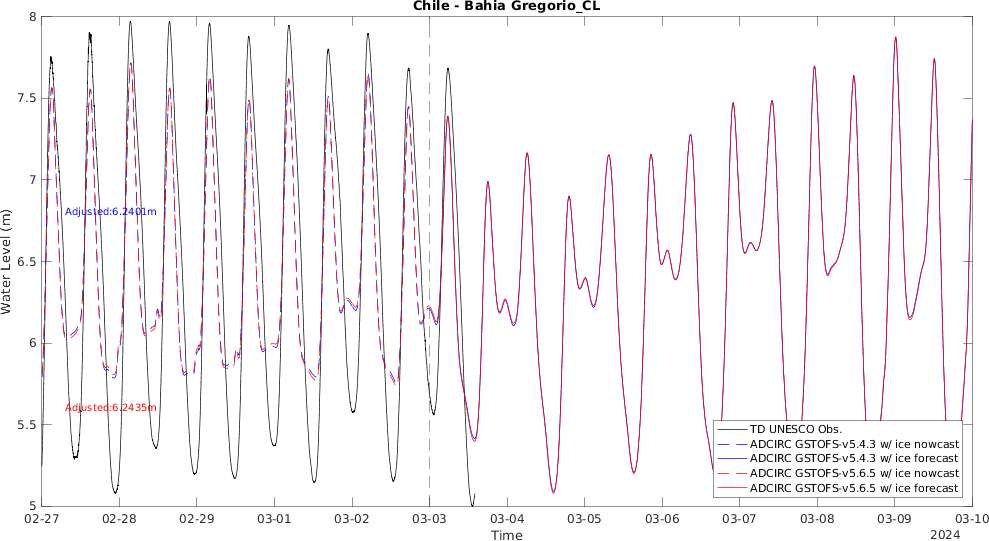 Chile - Bahia Gregorio_CL
8
7.5
7
6.5
6
5.5
5
Water Level (m)
Adjusted:6.2401m
Adjusted:6.2435m
TD UNESCO Obs.
ADCIRC GSTOFS-v5.4.3 w/ ice nowcast
ADCIRC GSTOFS-v5.4.3 w/ ice forecast
ADCIRC GSTOFS-v5.6.5 w/ ice nowcast
ADCIRC GSTOFS-v5.6.5 w/ ice forecast
02-27 02-28 02-29 03-01 03-02 03-03 03-04 03-05 03-06 03-07 03-08 03-09 03-10
Time
2024